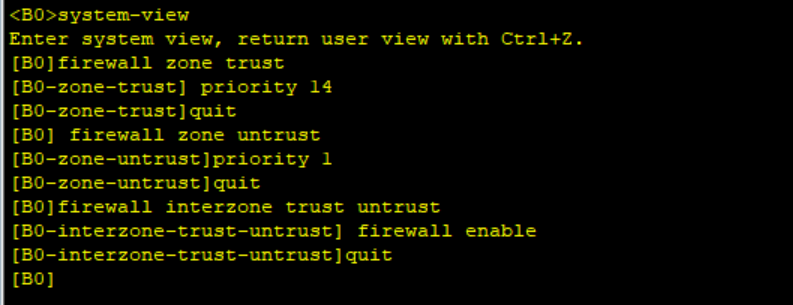 <B0>system-view
Enter system view, return user view with Ctrl+Z.
[B0]firewall zone trust
[B0-zone-trust] priority 14
[B0-zone-trust]quit
[B0] firewall zone untrust
[B0-zone-untrust]priority 1
[B0-zone-untrust]quit
[B0]firewall interzone trust untrust
[B0-interzone-trust-untrust] firewall enable
[B0-interzone-trust-untrust]quit
[B0]